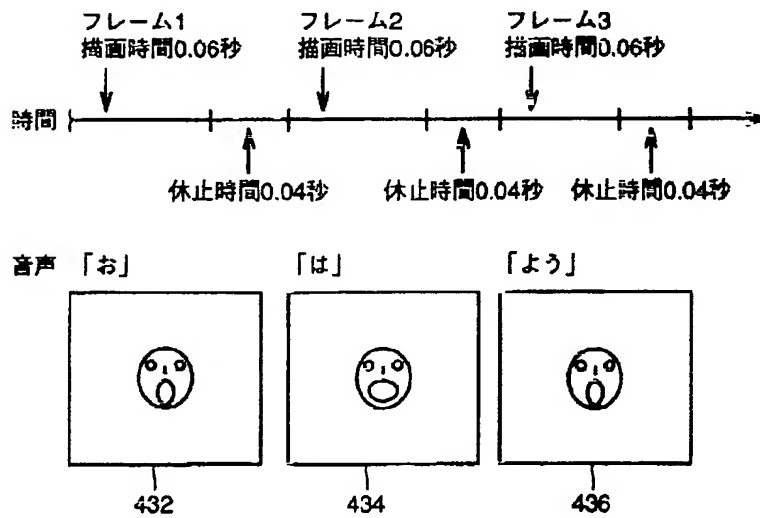 フレーム1 フレーム2 フレーム3
描画時間0.06秒 描画時間0.06秒 描画時間0.06秒
時間
休止時間0.04秒 休止時間0.04秒 休止時間0.04秒
音声 「お」 「は」 「よう」
432 434 436